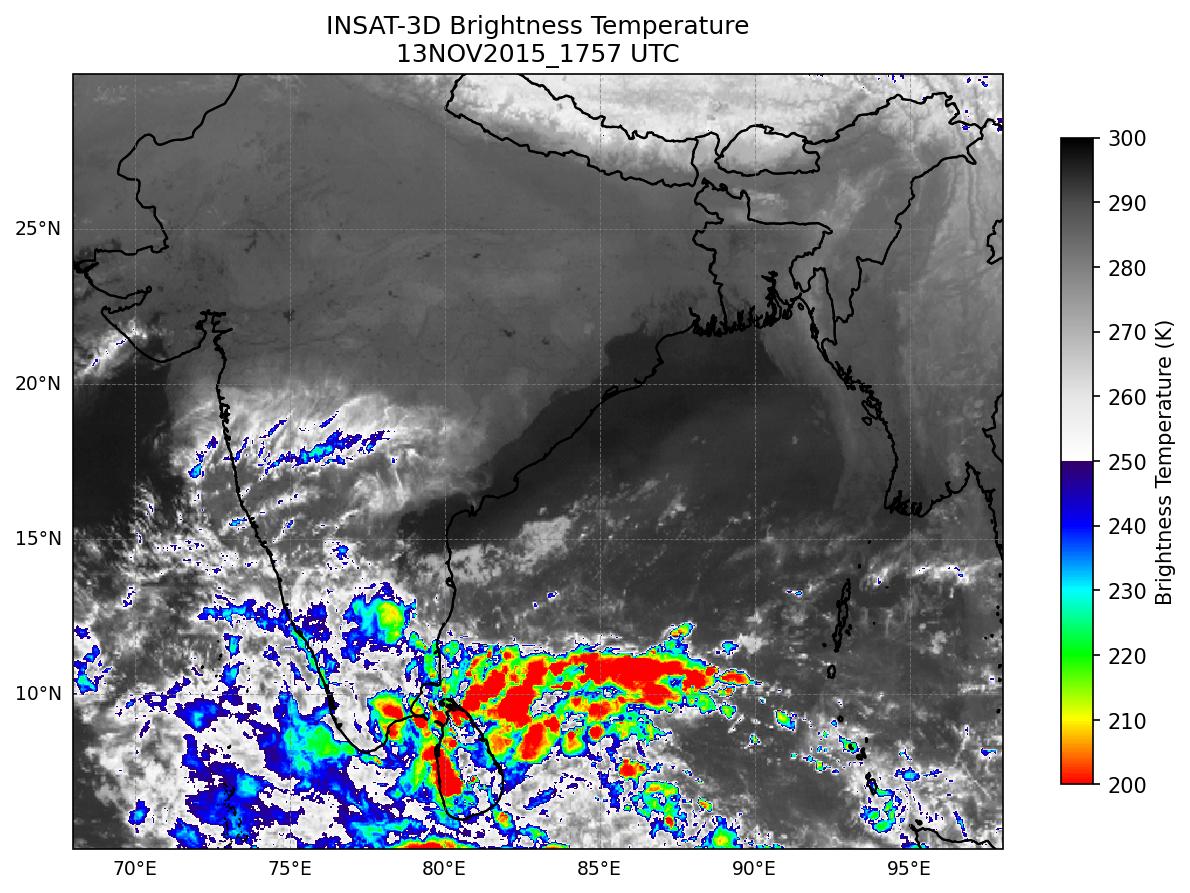 INSAT-3D Brightness Temperature
13NOV2015_1757 UTC
25°N
20°N
15°N
10°N
70°E
75°E
80°E
85°E
90°E
95°E
300
290
280
270
260
250
240
230
220
210
200
Brightness Temperature (K)